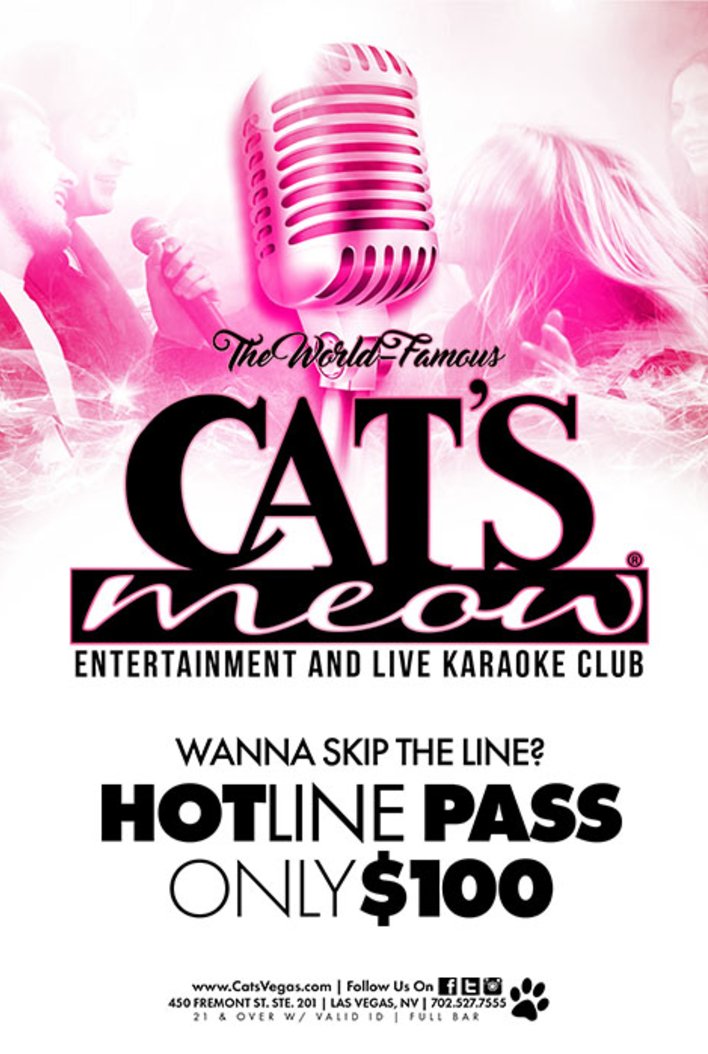 The World-Famous
CAT'S
meow®
ENTERTAINMENT AND LIVE KARAOKE CLUB
WANNA SKIP THE LINE?
HOTLINE PASS
ONLY $100
www.CatsVegas.com | Follow Us On
450 FREMONT ST. STE. 201 | LAS VEGAS, NV | 702.527.7555
21 & OVER W/ VALID ID | FULL BAR